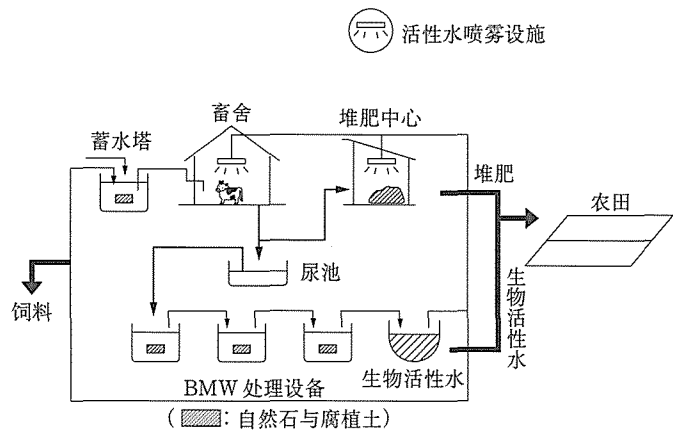 活性水喷雾设施
畜舍
堆肥中心
蓄水塔
堆肥
农田
尿池
饲料
生物活性水
生物活性水
BMW 处理设备
( : 自然石与腐植土)